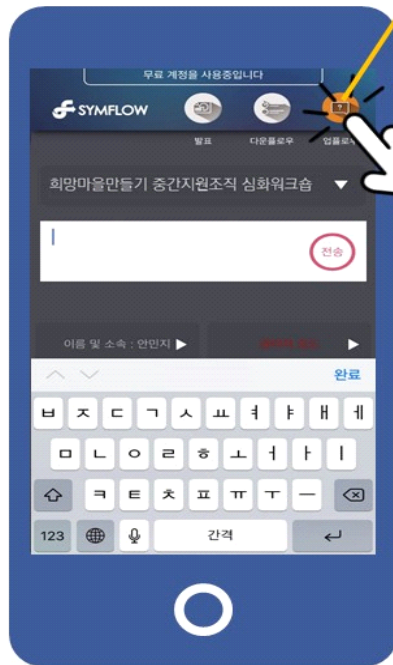 무료 계정을 사용중입니다
SYMFLOW
발표 다운플로우 업플로우
희망마을만들기 중간지원조직 심화워크숍 ▼
전송
이름 및 소속 : 안민지 ▶
완료
ㅂ ㅈ ㄷ ㄱ ㅅ ㅛ ㅕ ㅑ ㅐ ㅔ
ㅁ ㄴ ㅇ ㄹ ㅎ ㅗ ㅓ ㅏ ㅣ
ㅋ ㅌ ㅊ ㅍ ㅠ ㅜ ㅡ
123 간격